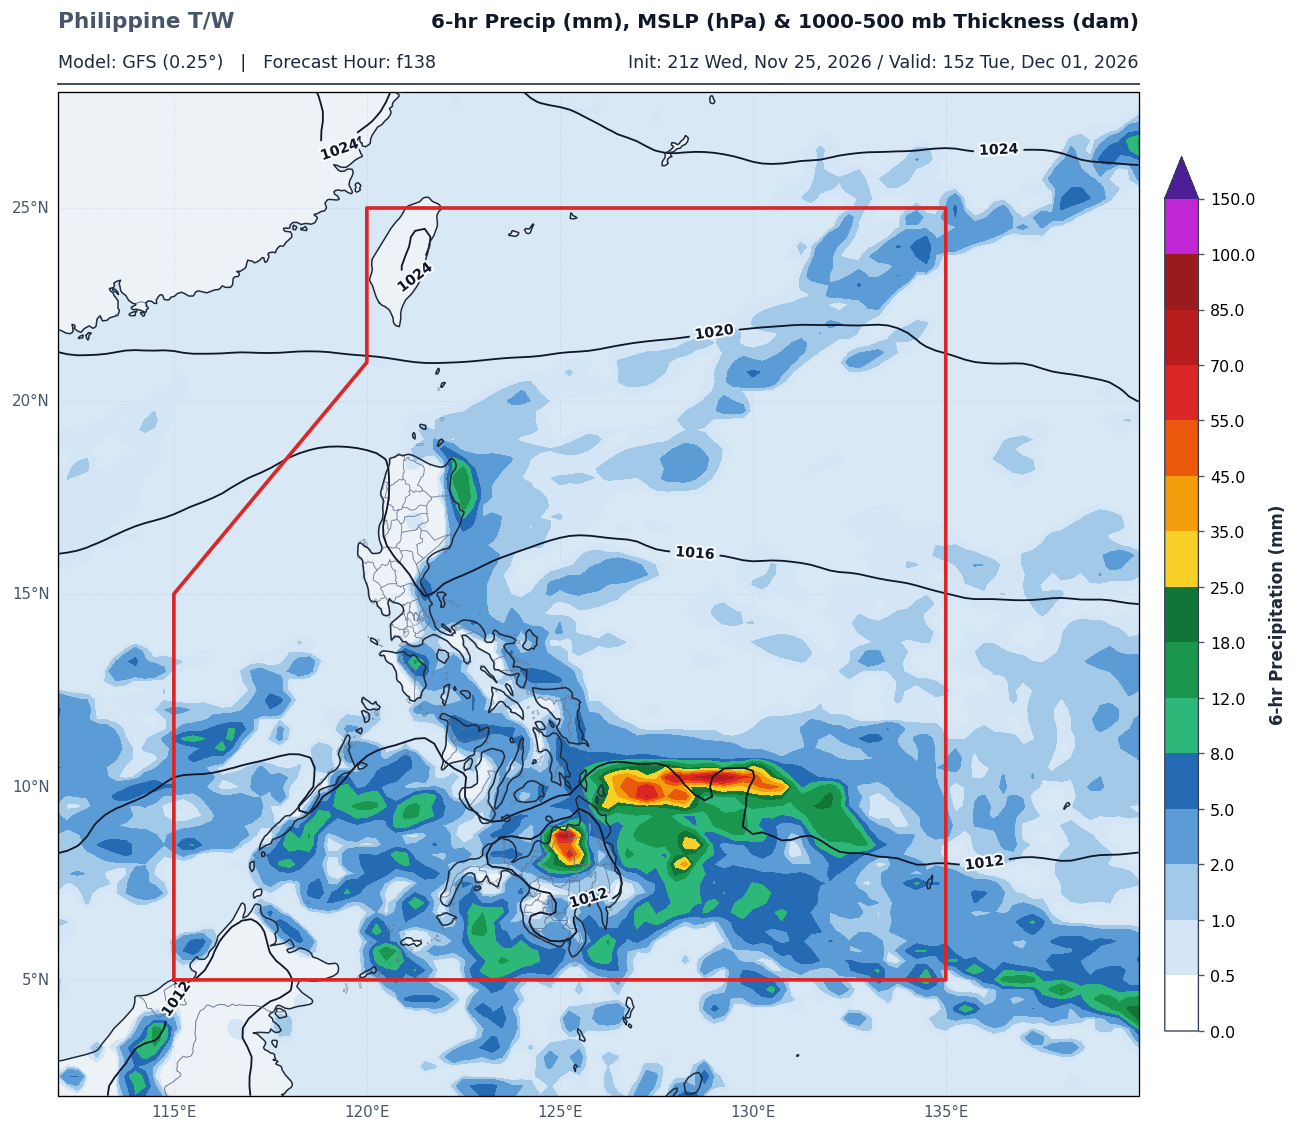 Philippine T/W
6-hr Precip (mm), MSLP (hPa) & 1000-500 mb Thickness (dam)
Model: GFS (0.25°) | Forecast Hour: f138
Init: 21z Wed, Nov 25, 2026 / Valid: 15z Tue, Dec 01, 2026
1024
1024
1024
1020
1016
1012
1012
1012
25°N
20°N
15°N
10°N
5°N
115°E
120°E
125°E
130°E
135°E
150.0
100.0
85.0
70.0
55.0
45.0
35.0
25.0
18.0
12.0
8.0
5.0
2.0
1.0
0.5
0.0
6-hr Precipitation (mm)